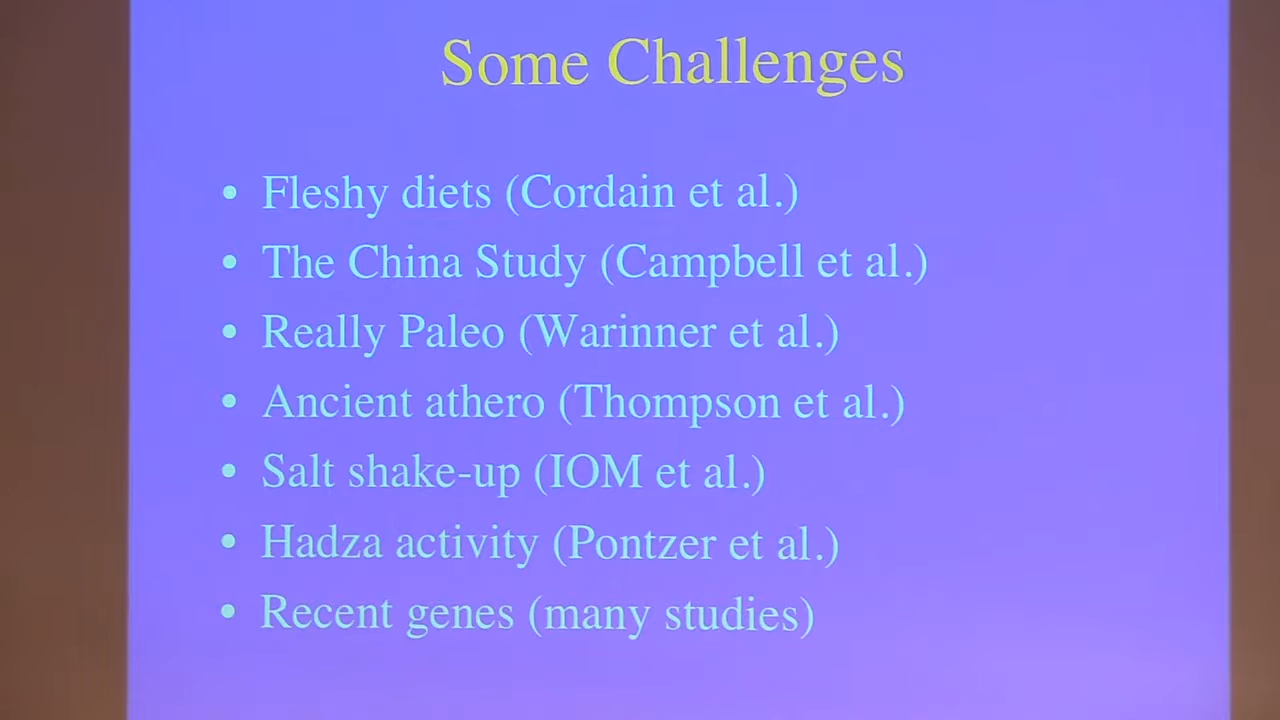 Some Challenges
• Fleshy diets (Cordain et al.)
• The China Study (Campbell et al.)
• Really Paleo (Warinner et al.)
• Ancient athero (Thompson et al.)
• Salt shake-up (IOM et al.)
• Hadza activity (Pontzer et al.)
• Recent genes (many studies)